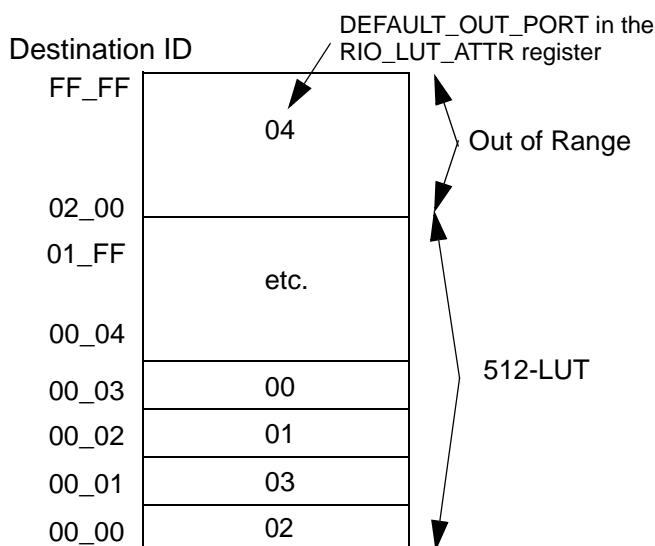 DEFAULT_OUT_PORT in the
RIO_LUT_ATTR register
Destination ID
FF_FF
04
Out of Range
02_00
01_FF
etc.
00_04
512-LUT
00_03
00
00_02
01
00_01
03
00_00
02